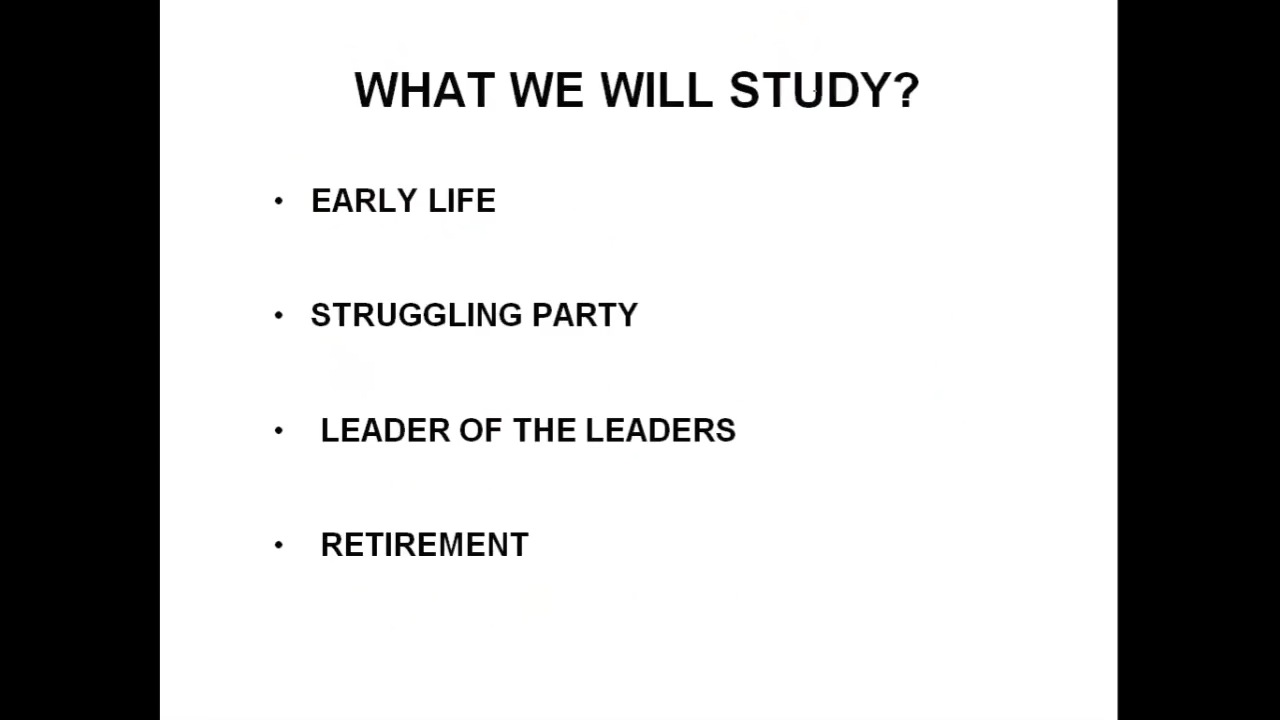 WHAT WE WILL STUDY?
• EARLY LIFE
• STRUGGLING PARTY
• LEADER OF THE LEADERS
• RETIREMENT